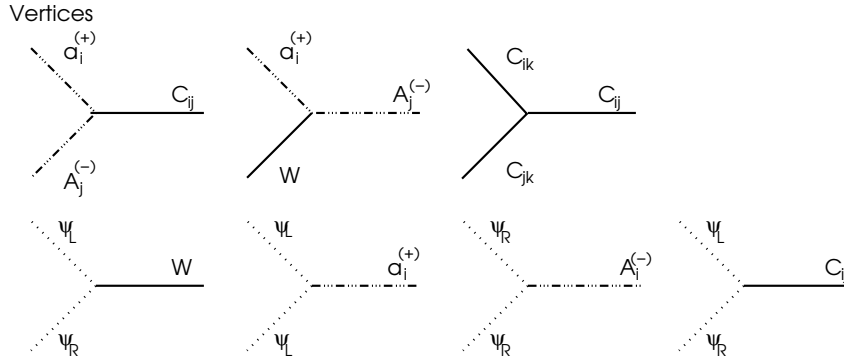 Vertices
a_i^(+) a_i^(+) C_ik
C_ij A_j^(−) C_ij
A_j^(−) W C_jk
ψ_L ψ_L ψ_R ψ_L
W a_i^(+) A_i^(−) C_ij
ψ_R ψ_L ψ_R ψ_R